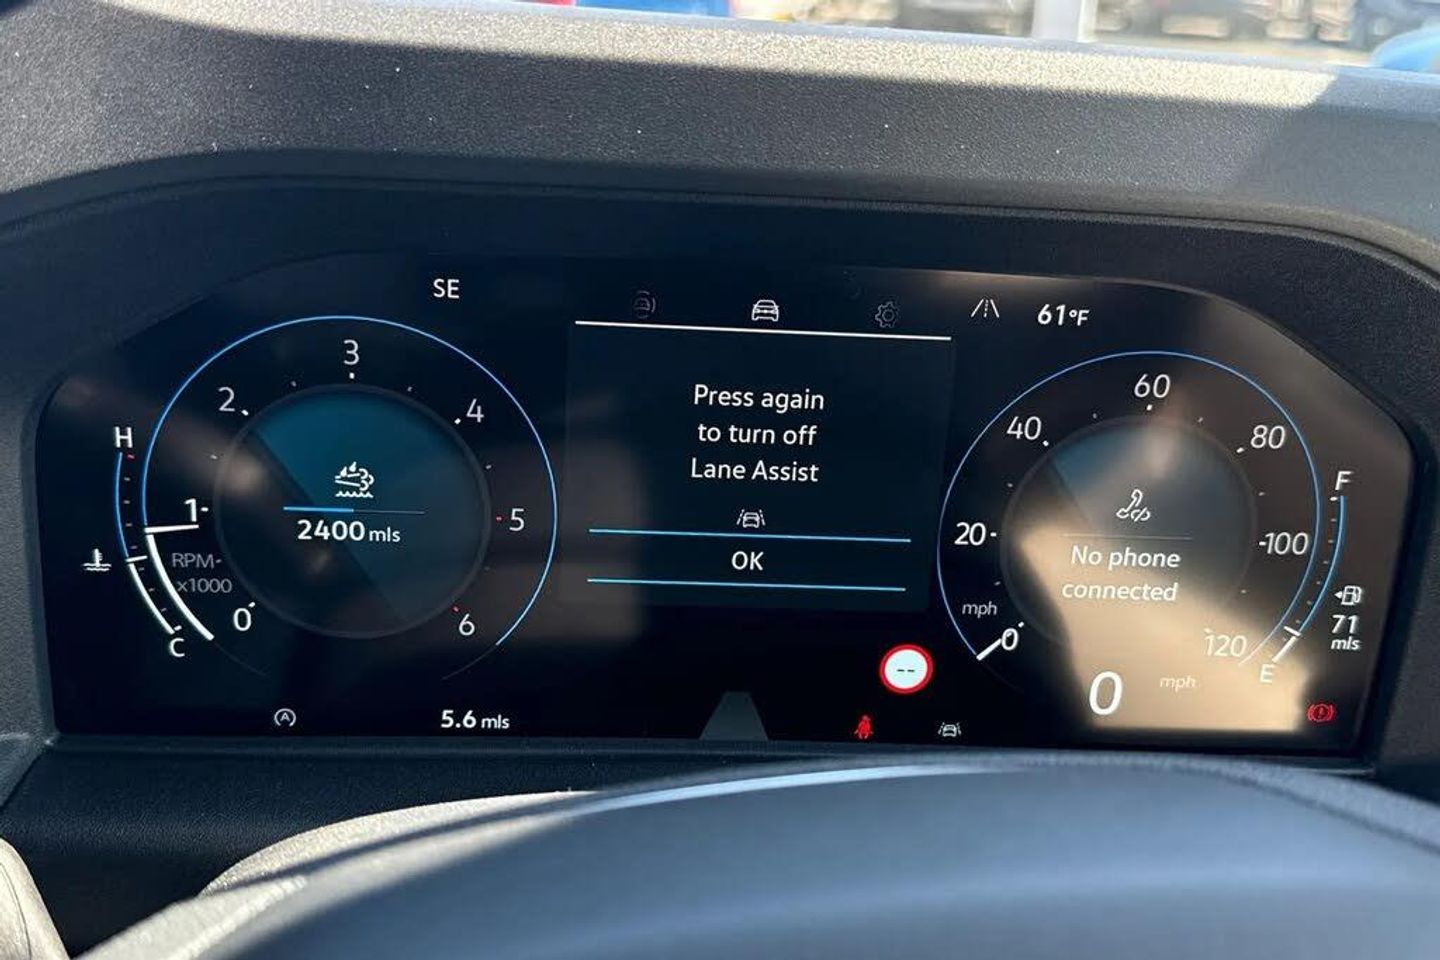 SE
61°F
3
2
4
1
5
RPM
x1000
0
6
H
C
2400 mls
Press again
to turn off
Lane Assist
OK
60
40
80
20
100
mph
0
120
No phone
connected
0 mph
F
71
mls
E
A
5.6 mls
--